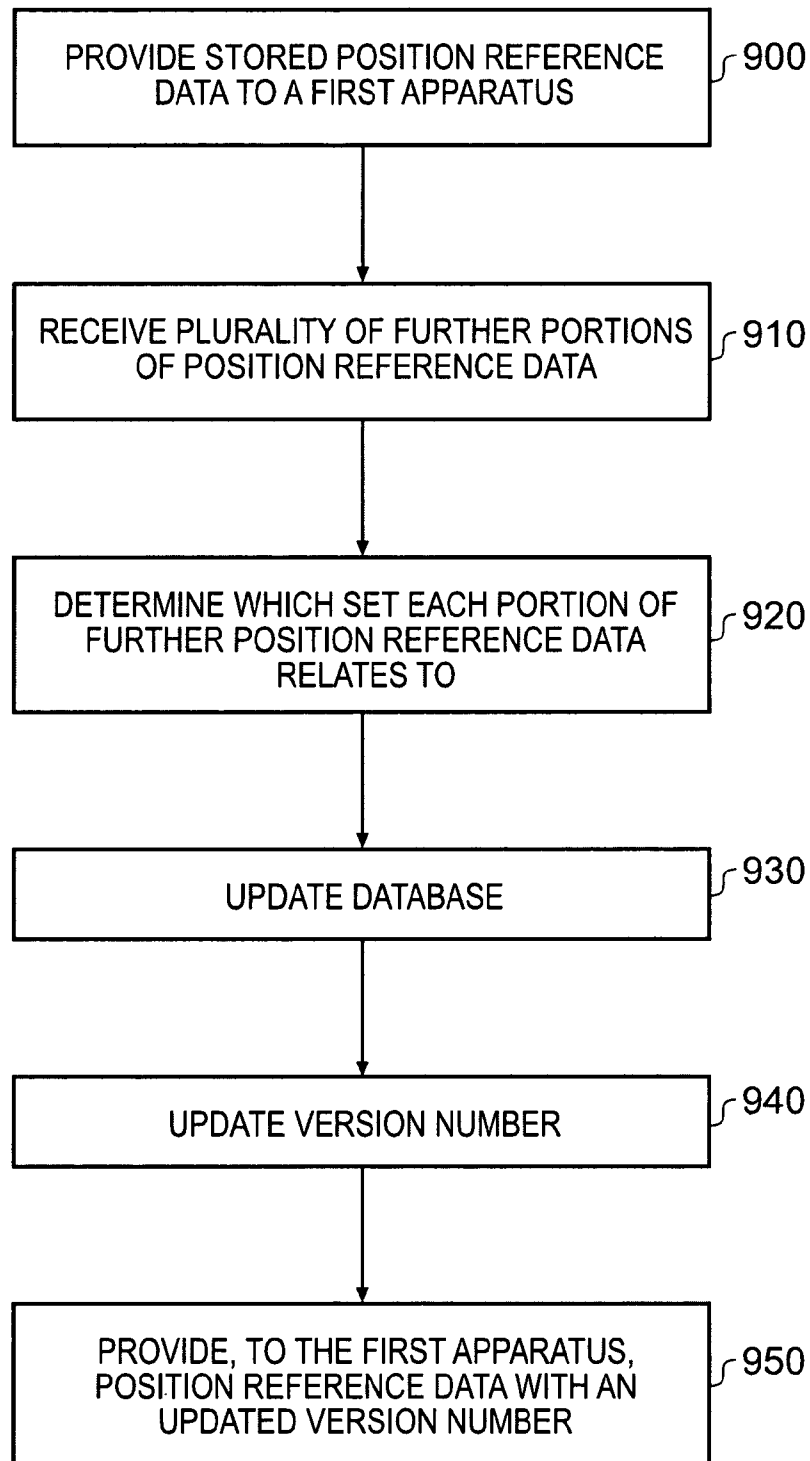 PROVIDE STORED POSITION REFERENCE
DATA TO A FIRST APPARATUS
900
RECEIVE PLURALITY OF FURTHER PORTIONS
OF POSITION REFERENCE DATA
910
DETERMINE WHICH SET EACH PORTION OF
FURTHER POSITION REFERENCE DATA
RELATES TO
920
UPDATE DATABASE
930
UPDATE VERSION NUMBER
940
PROVIDE, TO THE FIRST APPARATUS,
POSITION REFERENCE DATA WITH AN
UPDATED VERSION NUMBER
950